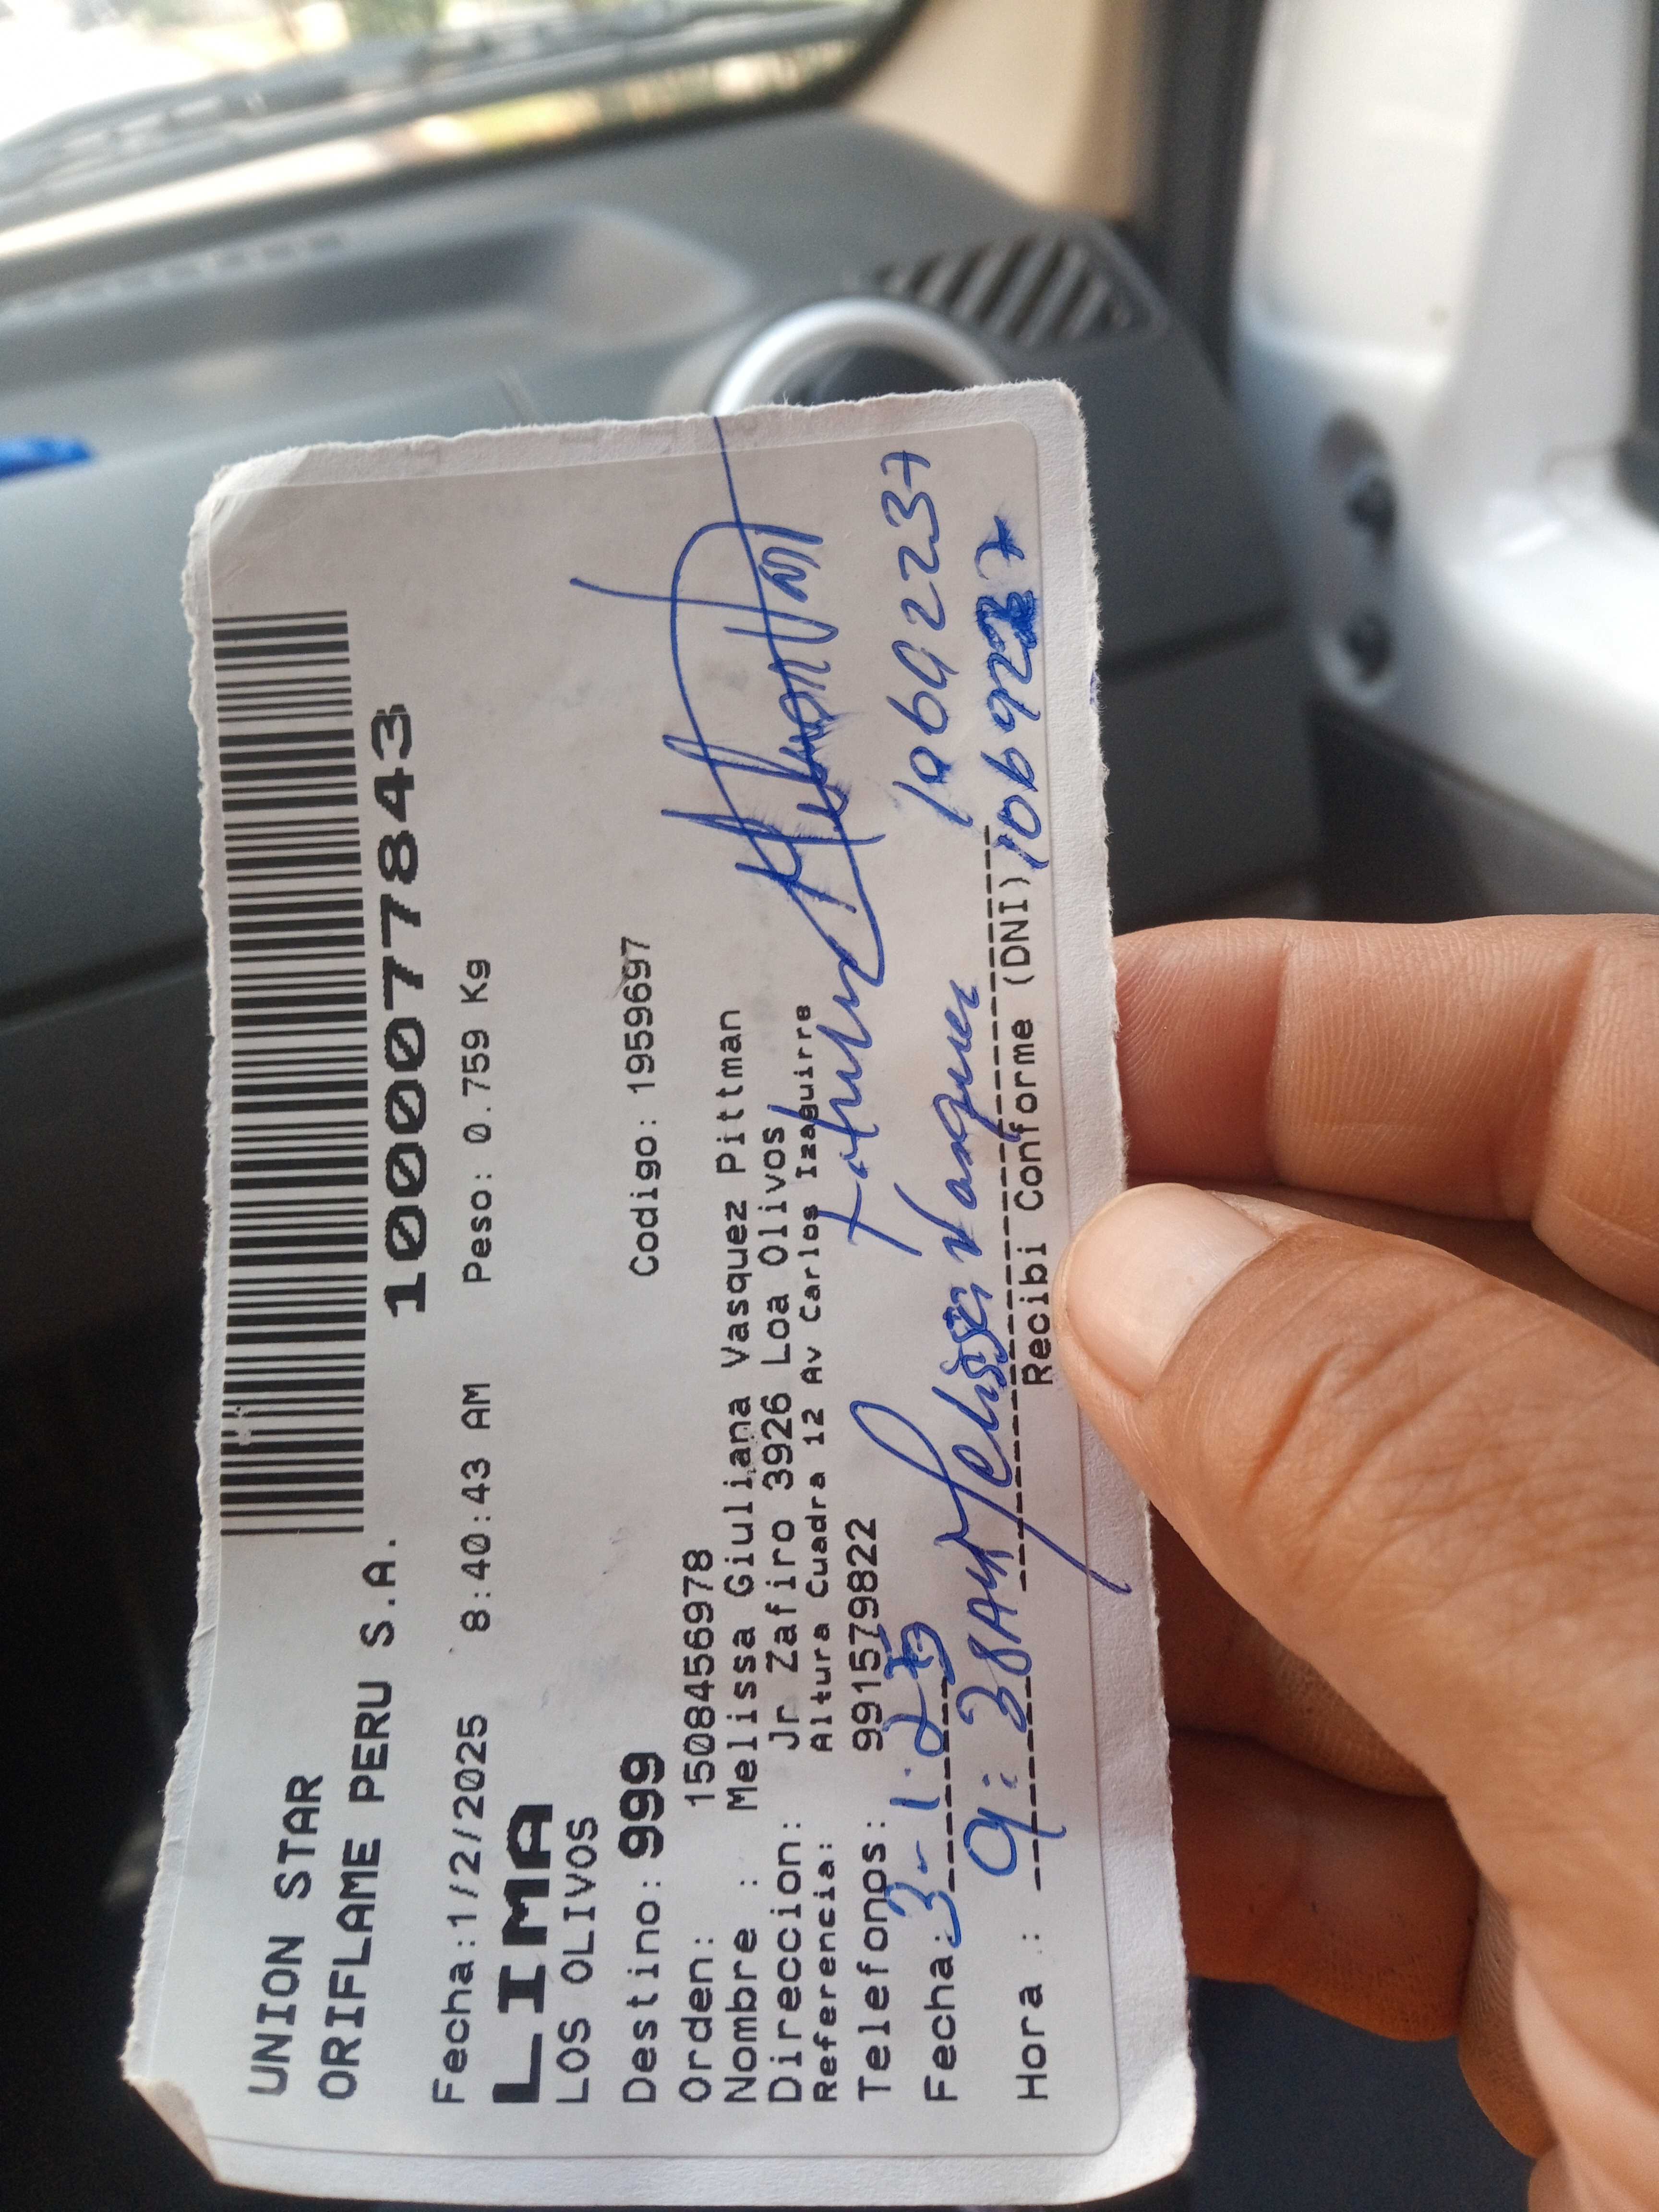 UNION STAR
ORIFLAME PERU S.A.
1000077843
Fecha:1/2/2025 8:40:43 AM Peso: 0.759 Kg
LIMA
LOS OLIVOS
Destino: 999 Codigo: 1959697
Orden: 1508456978
Nombre : Melissa Giuliana Vasquez Pittman
Direccion: Jr Zafiro 3926 Loa Olivos
Referencia: Altura Cuadra 12 Av Carlos Izaguirre
Telefonos: 991579822
Fecha: 3-1-25 10692237
Hora : 9:38AM Melissa Vasquez
Recibi Conforme (DNI) 1069227